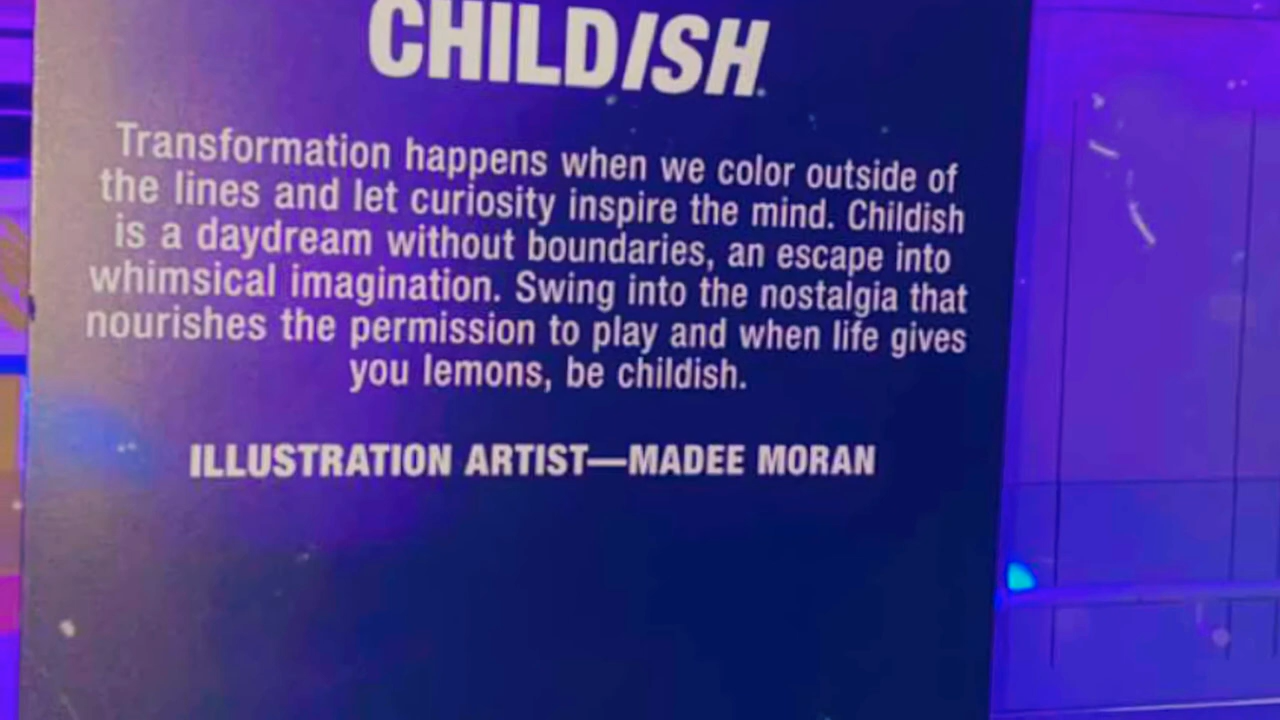 CHILDISH
Transformation happens when we color outside of
the lines and let curiosity inspire the mind. Childish
is a daydream without boundaries, an escape into
whimsical imagination. Swing into the nostalgia that
nourishes the permission to play and when life gives
you lemons, be childish.
ILLUSTRATION ARTIST—MADEE MORAN